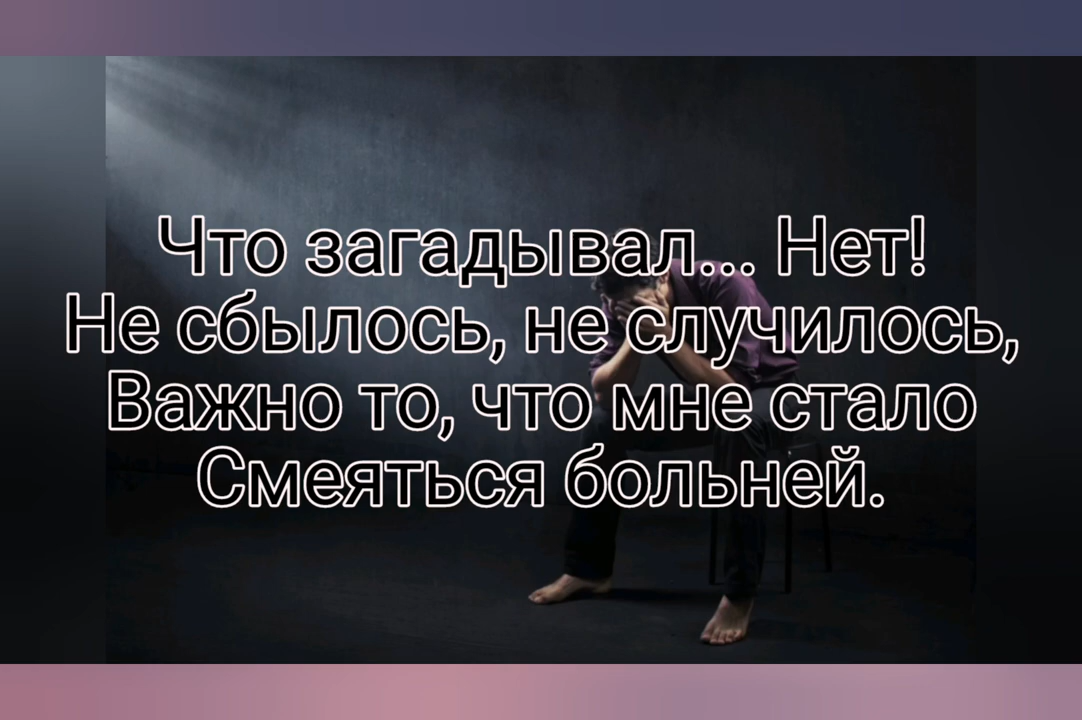 Что загадывал... Нет!
Не сбылось, не случилось,
Важно то, что мне стало
Смеяться больней.